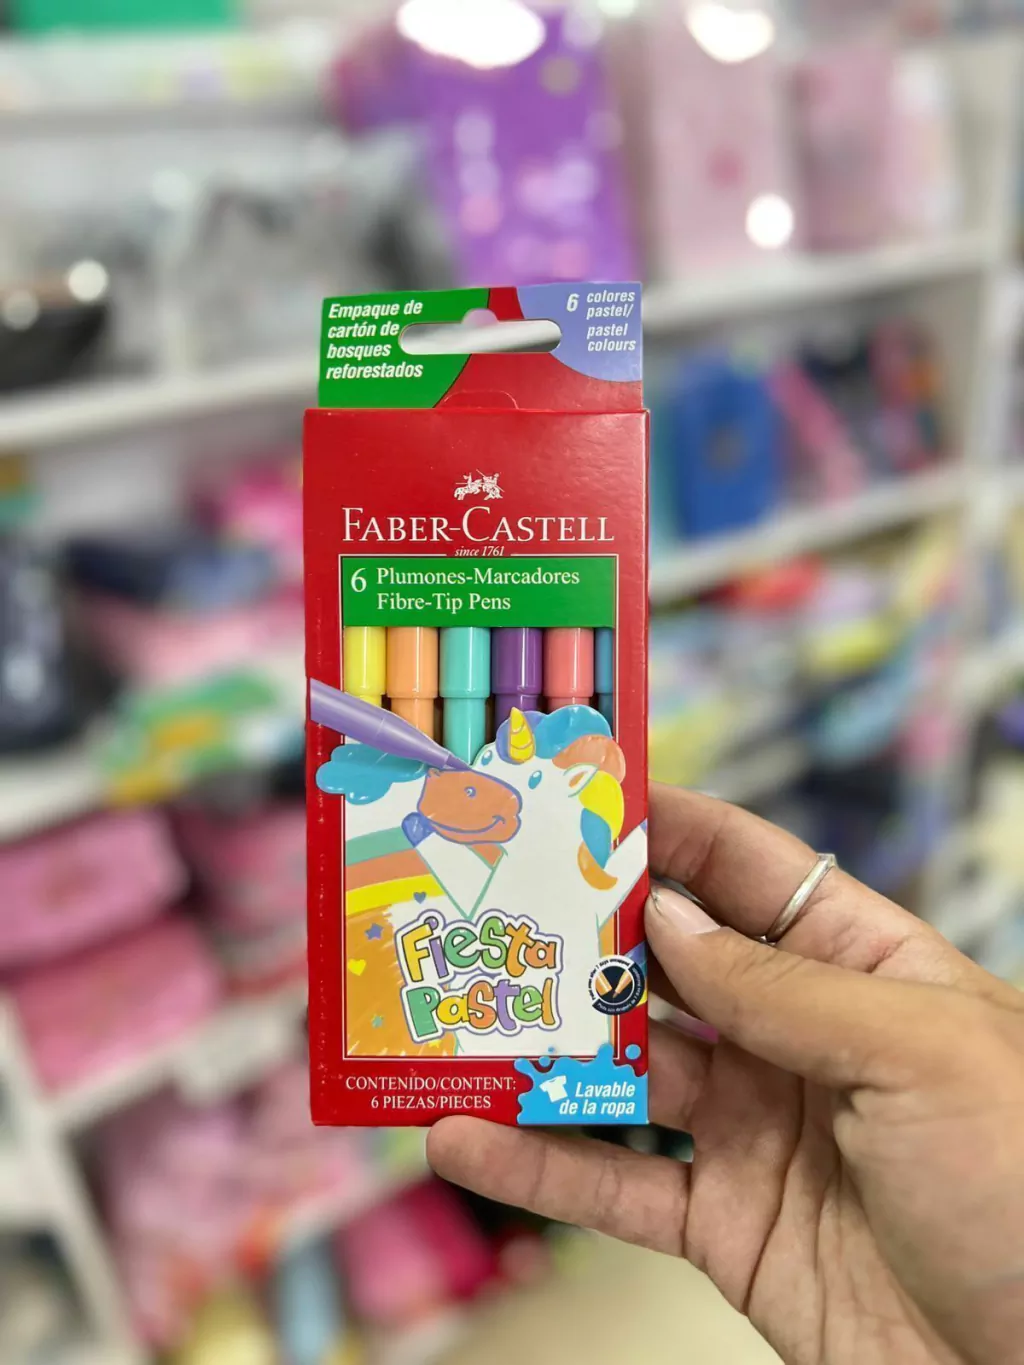 Empaque de
cartón de
bosques
reforestados
6 colores
pastel/
pastel
colours
FABER-CASTELL
since 1761
6 Plumones-Marcadores
Fibre-Tip Pens
Fiesta
Pastel
CONTENIDO/CONTENT:
6 PIEZAS/PIECES
Lavable
de la ropa